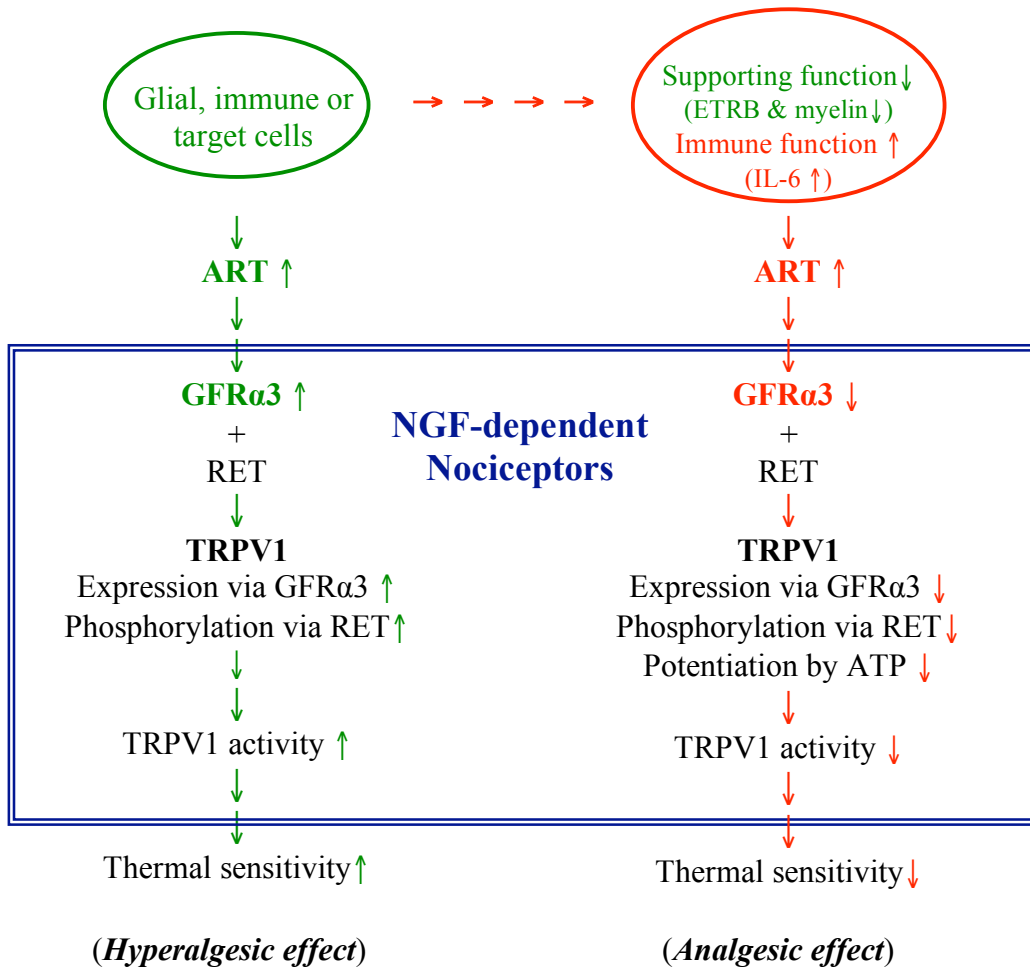 Glial, immune or
target cells
→ → → →
Supporting function↓
(ETRB & myelin↓)
Immune function ↑
(IL-6 ↑)
↓
ART ↑
↓
↓
GFRα3 ↑
+
RET
↓
TRPV1
Expression via GFRα3 ↑
Phosphorylation via RET↑
↓
↓
TRPV1 activity ↑
↓
↓
Thermal sensitivity↑
(Hyperalgesic effect)
NGF-dependent
Nociceptors
↓
ART ↑
↓
↓
GFRα3 ↓
+
RET
↓
TRPV1
Expression via GFRα3 ↓
Phosphorylation via RET↓
Potentiation by ATP ↓
↓
TRPV1 activity ↓
↓
↓
Thermal sensitivity↓
(Analgesic effect)